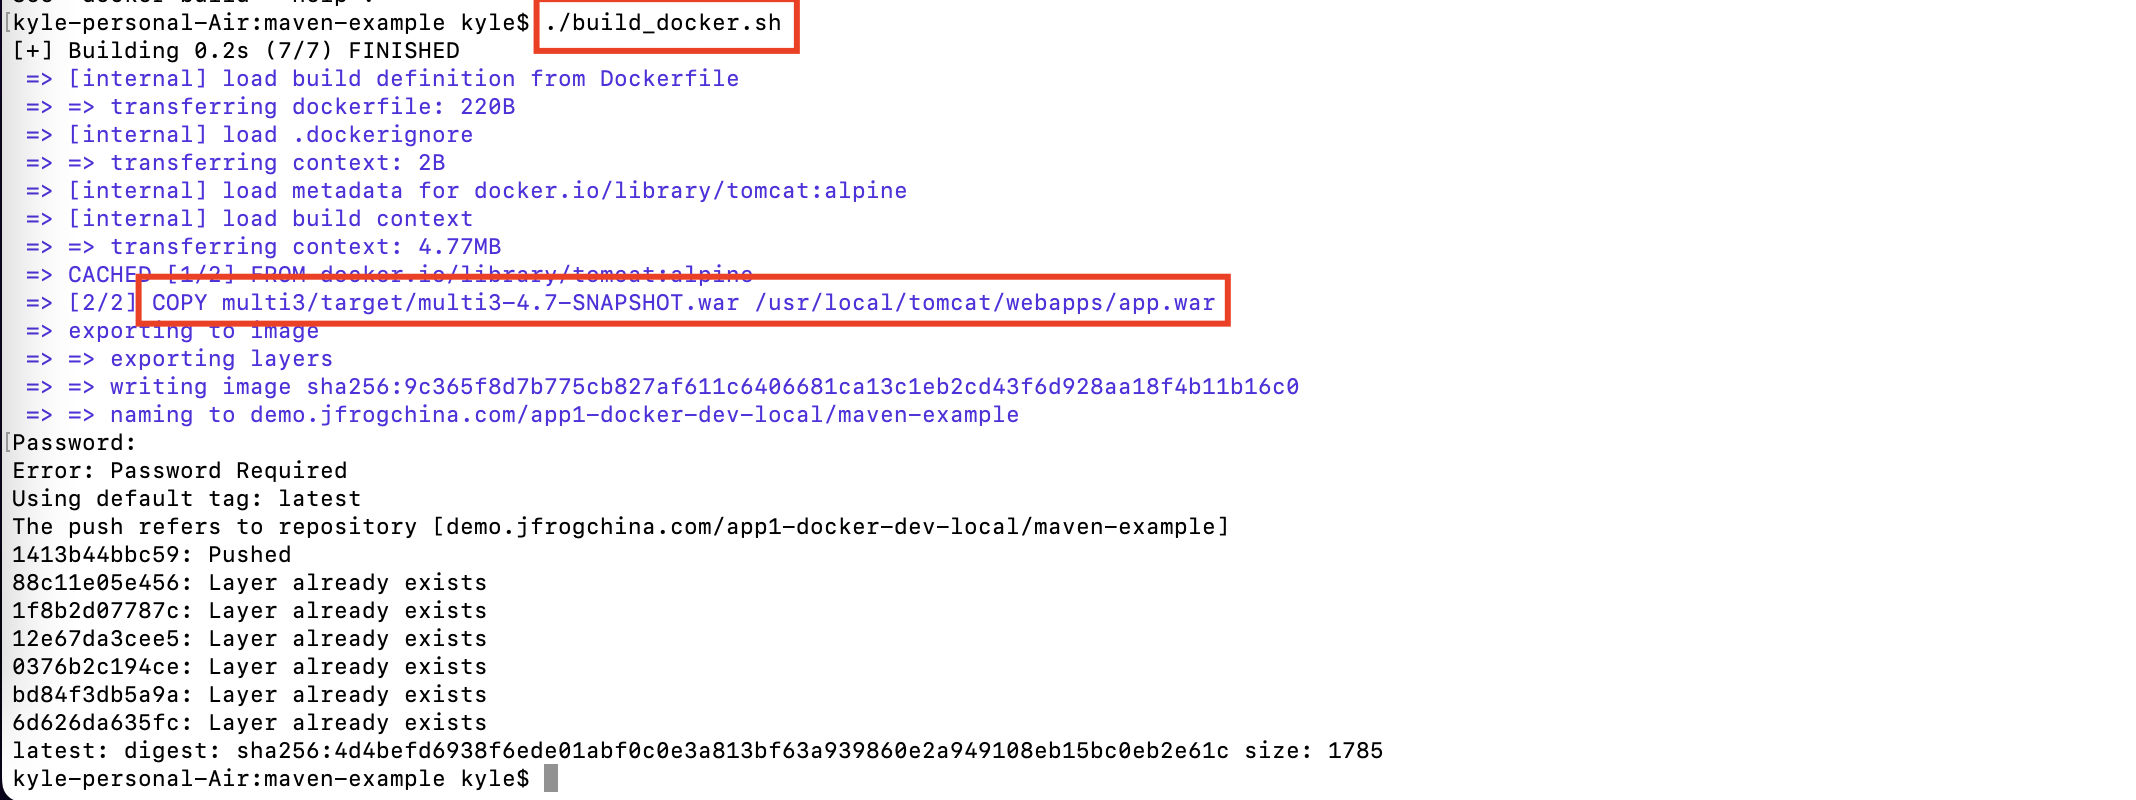 kyle-personal-Air:maven-example kyle$ ./build_docker.sh
[+] Building 0.2s (7/7) FINISHED
=> [internal] load build definition from Dockerfile
=> => transferring dockerfile: 220B
=> [internal] load .dockerignore
=> => transferring context: 2B
=> [internal] load metadata for docker.io/library/tomcat:alpine
=> [internal] load build context
=> => transferring context: 4.77MB
=> CACHED [1/2] FROM docker.io/library/tomcat:alpine
=> [2/2] COPY multi3/target/multi3-4.7-SNAPSHOT.war /usr/local/tomcat/webapps/app.war
=> exporting to image
=> => exporting layers
=> => writing image sha256:9c365f8d7b775cb827af611c6406681ca13c1eb2cd43f6d928aa18f4b11b16c0
=> => naming to demo.jfrogchina.com/app1-docker-dev-local/maven-example
Password:
Error: Password Required
Using default tag: latest
The push refers to repository [demo.jfrogchina.com/app1-docker-dev-local/maven-example]
1413b44bbc59: Pushed
88c11e05e456: Layer already exists
1f8b2d07787c: Layer already exists
12e67da3cee5: Layer already exists
0376b2c194ce: Layer already exists
bd84f3db5a9a: Layer already exists
6d626da635fc: Layer already exists
latest: digest: sha256:4d4befd6938f6ede01abf0c0e3a813bf63a939860e2a949108eb15bc0eb2e61c size: 1785
kyle-personal-Air:maven-example kyle$